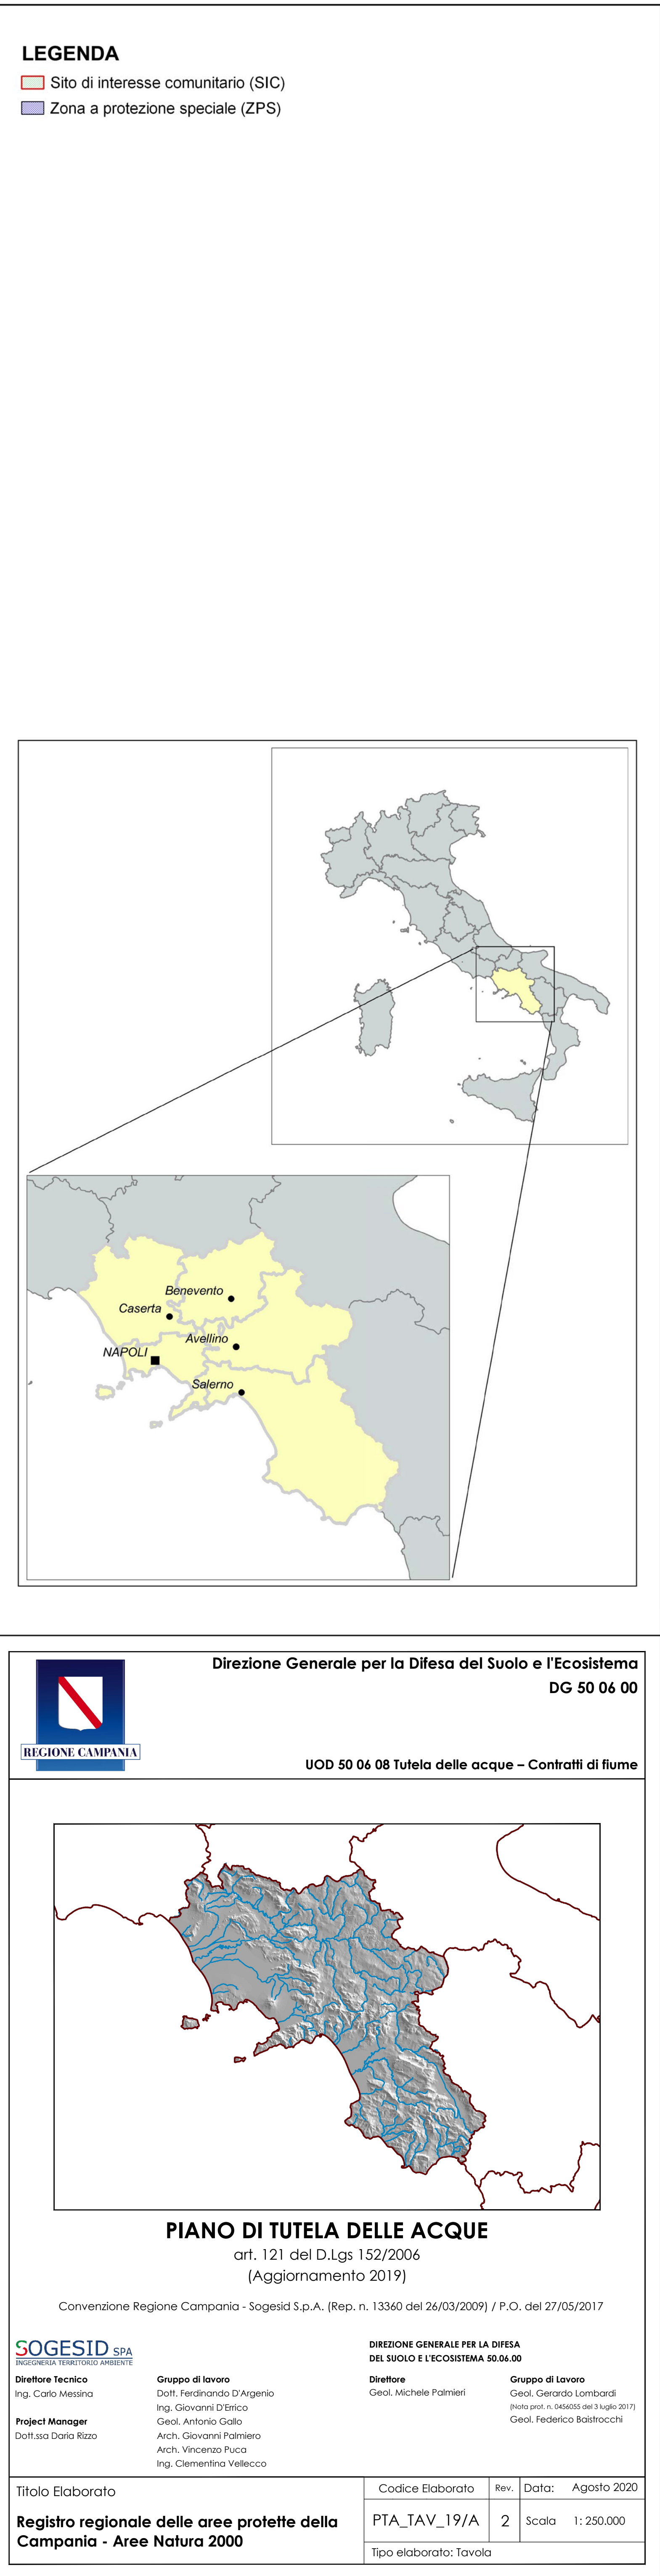 LEGENDA
Sito di interesse comunitario (SIC)
Zona a protezione speciale (ZPS)
Benevento
Caserta
Avellino
NAPOLI
Salerno
Direzione Generale per la Difesa del Suolo e l'Ecosistema
DG 50 06 00
REGIONE CAMPANIA
UOD 50 06 08 Tutela delle acque – Contratti di fiume
PIANO DI TUTELA DELLE ACQUE
art. 121 del D.Lgs 152/2006
(Aggiornamento 2019)
Convenzione Regione Campania - Sogesid S.p.A. (Rep. n. 13360 del 26/03/2009) / P.O. del 27/05/2017
SOGESID SPA
INGEGNERIA TERRITORIO AMBIENTE
Direttore Tecnico
Ing. Carlo Messina
Project Manager
Dott.ssa Daria Rizzo
Gruppo di lavoro
Dott. Ferdinando D'Argenio
Ing. Giovanni D'Errico
Geol. Antonio Gallo
Arch. Giovanni Palmiero
Arch. Vincenzo Puca
Ing. Clementina Vellecco
DIREZIONE GENERALE PER LA DIFESA
DEL SUOLO E L'ECOSISTEMA 50.06.00
Direttore
Geol. Michele Palmieri
Gruppo di Lavoro
Geol. Gerardo Lombardi
(Nota prot. n. 0456055 del 3 luglio 2017)
Geol. Federico Baistrocchi
Titolo Elaborato
Registro regionale delle aree protette della
Campania - Aree Natura 2000
Codice Elaborato
PTA_TAV_19/A
Rev.
2
Data: Agosto 2020
Scala 1: 250.000
Tipo elaborato: Tavola